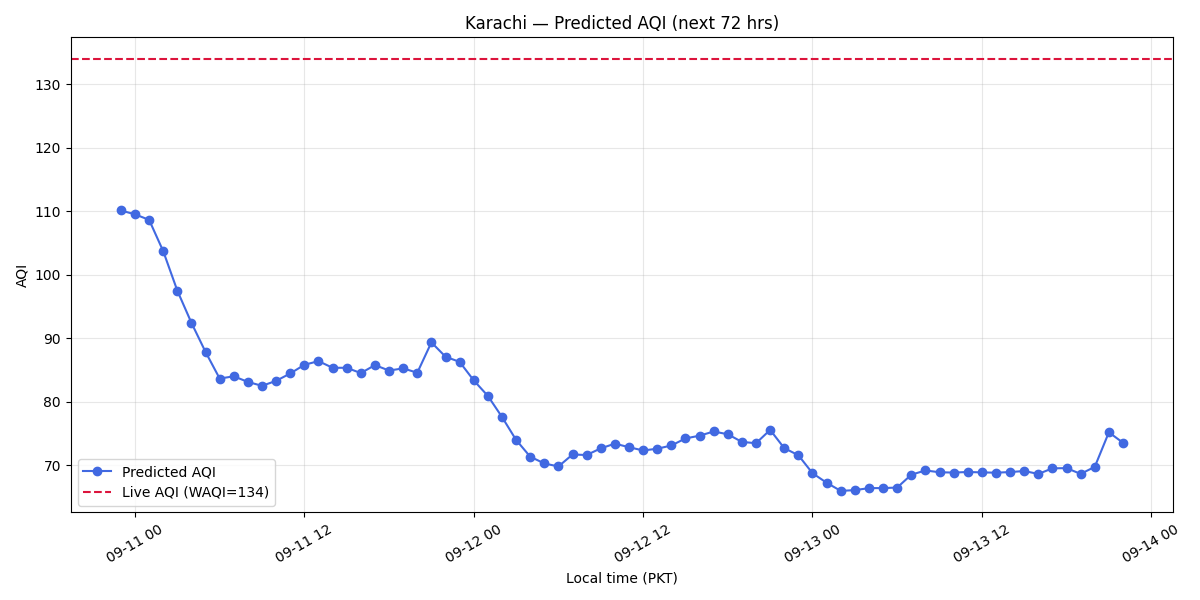 Karachi — Predicted AQI (next 72 hrs)
AQI
130
120
110
100
90
80
70
Predicted AQI
Live AQI (WAQI=134)
09-11 00
09-11 12
09-12 00
09-12 12
09-13 00
09-13 12
09-14 00
Local time (PKT)